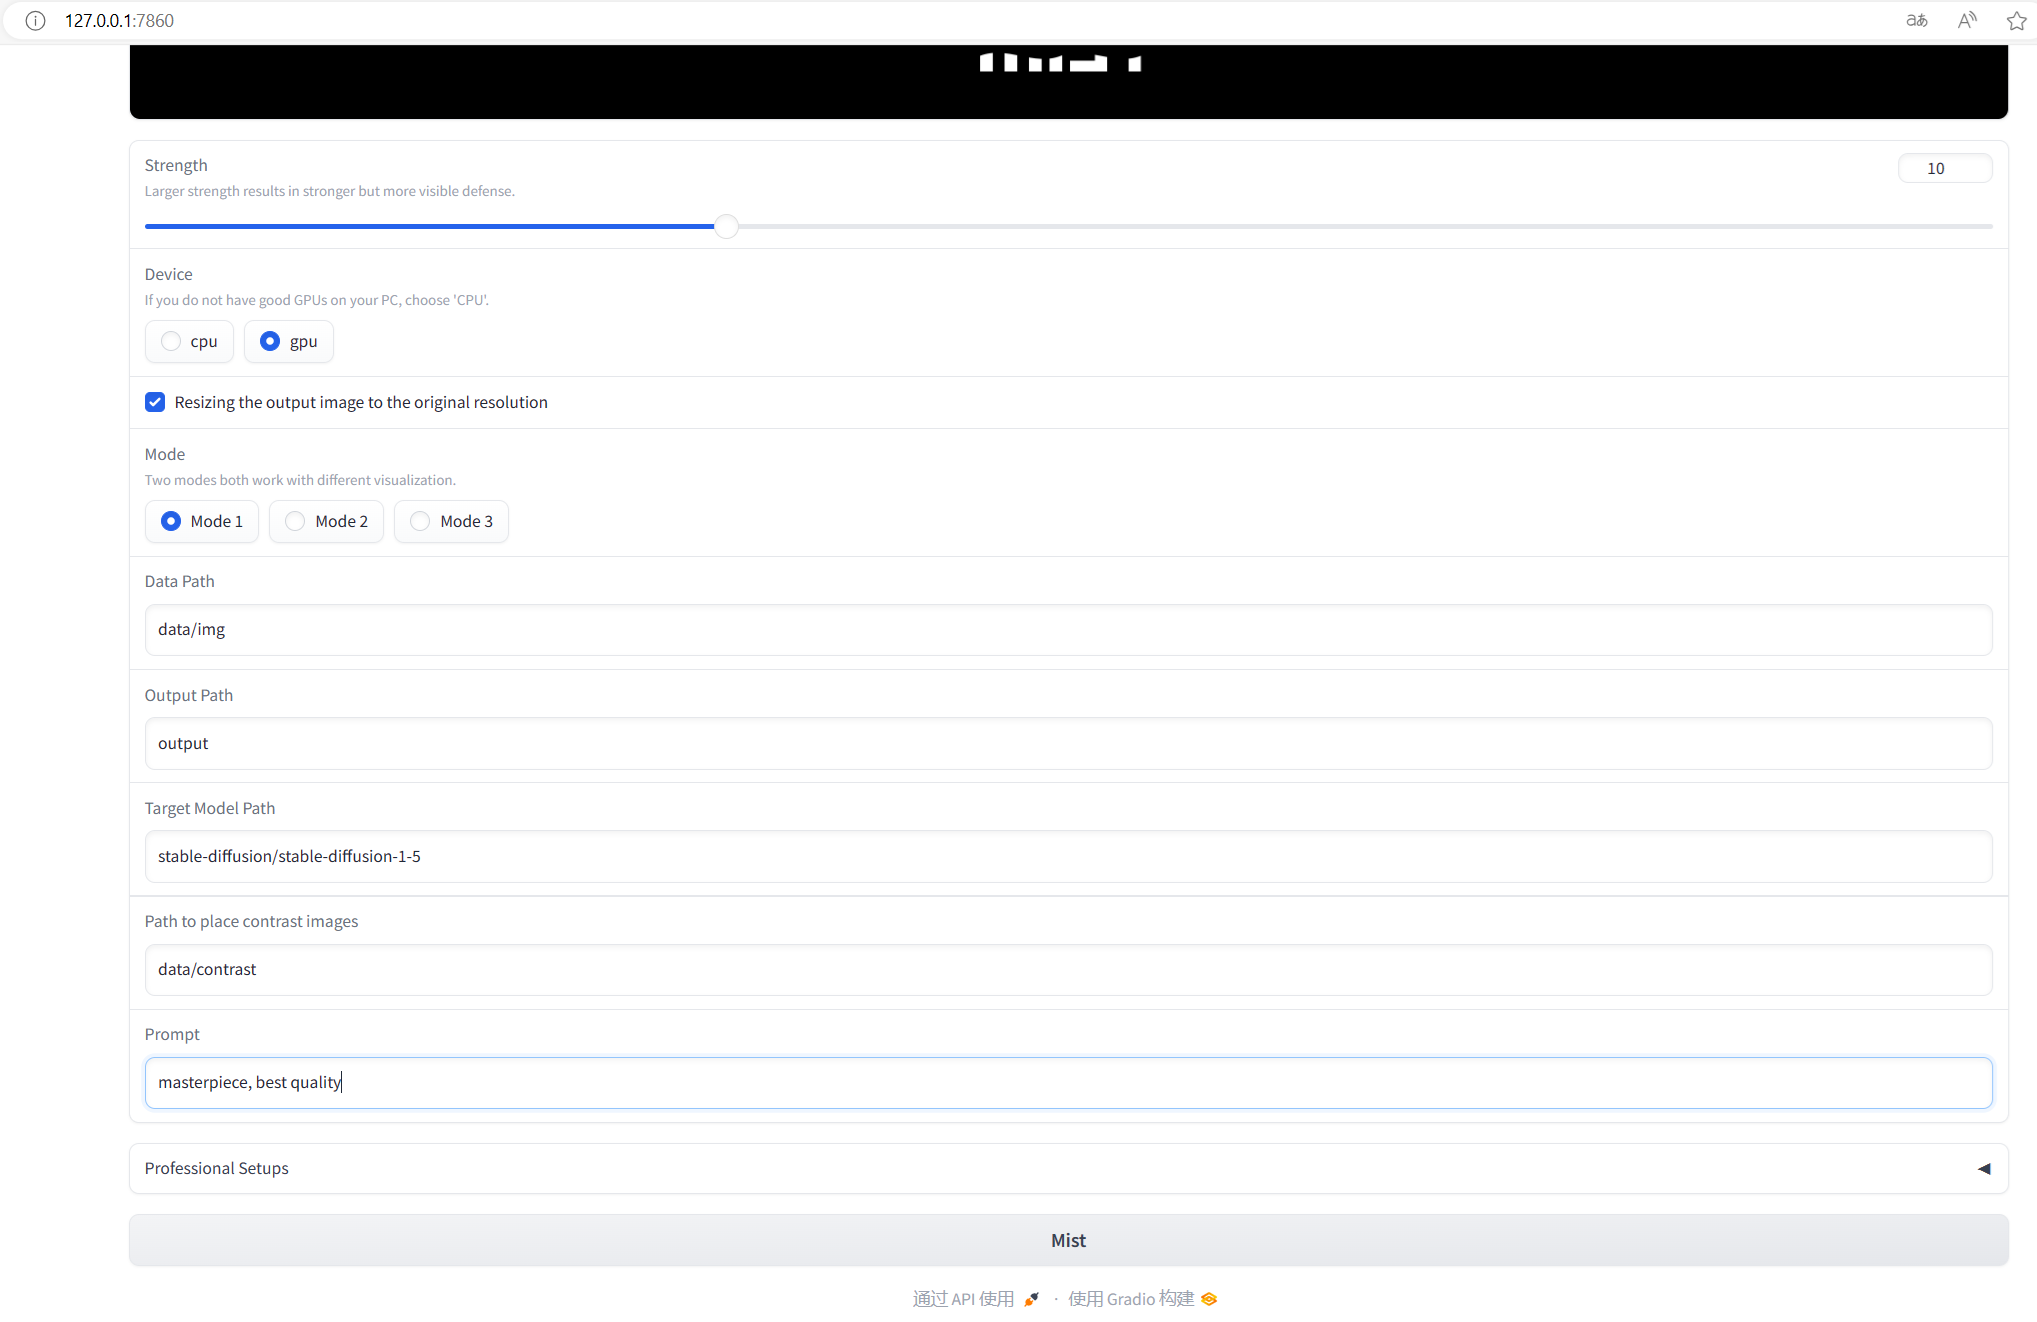 127.0.0.1:7860
Strength
10
Larger strength results in stronger but more visible defense.
Device
If you do not have good GPUs on your PC, choose 'CPU'.
cpu
gpu
Resizing the output image to the original resolution
Mode
Two modes both work with different visualization.
Mode 1
Mode 2
Mode 3
Data Path
data/img
Output Path
output
Target Model Path
stable-diffusion/stable-diffusion-1-5
Path to place contrast images
data/contrast
Prompt
masterpiece, best quality
Professional Setups
Mist
通过 API 使用 · 使用 Gradio 构建